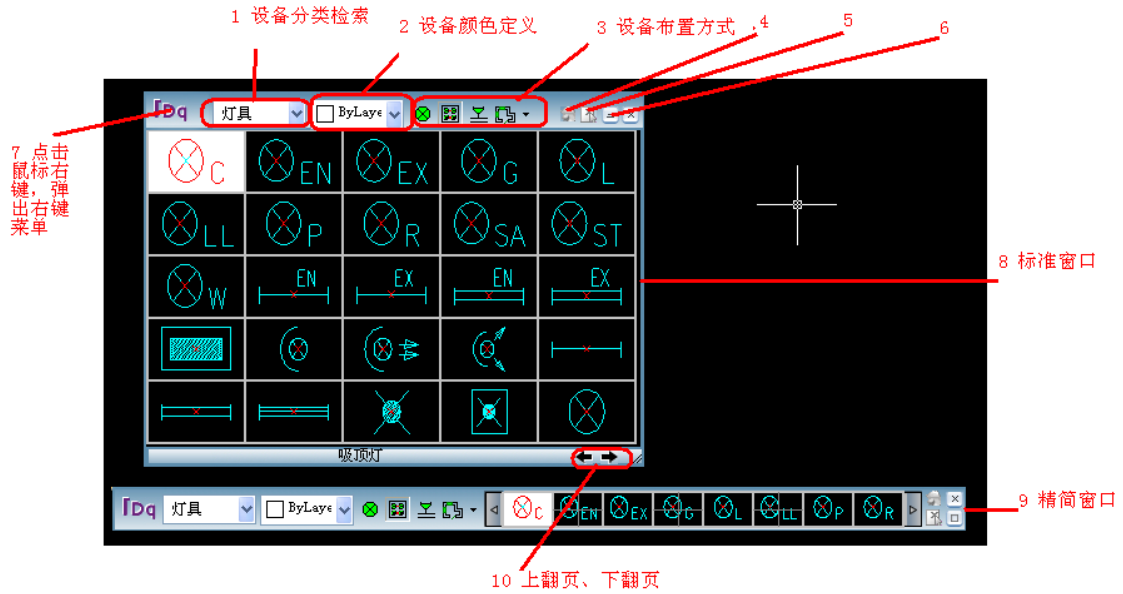 1 设备分类检索
2 设备颜色定义
3 设备布置方式
4
5
6
7 点击
鼠标右
键，弹
出右键
菜单
Dq
灯具
ByLaye
C
EN
EX
G
L
LL
P
R
SA
ST
W
EN
EX
EN
EX
吸顶灯
8 标准窗口
Dq
灯具
ByLaye
C
EN
EX
G
L
LL
P
R
9 精简窗口
10 上翻页、下翻页